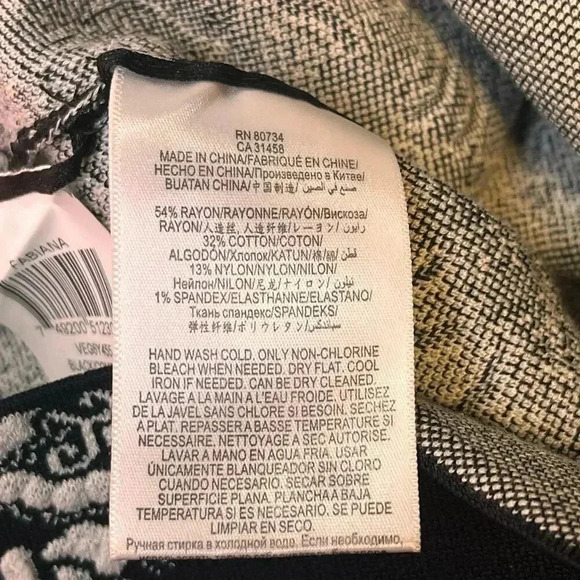 RN 80734
CA 31458
MADE IN CHINA/FABRIQUÉ EN CHINE/
HECHO EN CHINA/Произведено в Китае/
BUATAN CHINA/中国制造/ صنع في الصين
54% RAYON/RAYONNE/RAYÓN/Вискоза/
RAYON/人造丝, 人造纤维/レーヨン/ رايون
32% COTTON/COTON/
ALGODÓN/Хлопок/KATUN/棉/綿/ قطن
13% NYLON/NYLON/NILON/
Нейлон/NILON/尼龙/ナイロン/ نيلون
1% SPANDEX/ELASTHANNE/ELASTANO/
Ткань спандекс/SPANDEKS/
弹性纤维/ポリウレタン/ سباندكس
HAND WASH COLD. ONLY NON-CHLORINE
BLEACH WHEN NEEDED. DRY FLAT. COOL
IRON IF NEEDED. CAN BE DRY CLEANED.
LAVAGE A LA MAIN A L'EAU FROIDE. UTILISEZ
DE LA JAVEL SANS CHLORE SI BESOIN. SECHEZ
A PLAT. REPASSER A BASSE TEMPERATURE SI
NECESSAIRE. NETTOYAGE A SEC AUTORISE.
LAVAR A MANO EN AGUA FRIA. USAR
ÚNICAMENTE BLANQUEADOR SIN CLORO
CUANDO NECESARIO. SECAR SOBRE
SUPERFICIE PLANA. PLANCHA A BAJA
TEMPERATURA SI ES NECESARIO. SE PUEDE
LIMPIAR EN SECO.
Ручная стирка в холодной воде. Если необходимо,
FABIANA